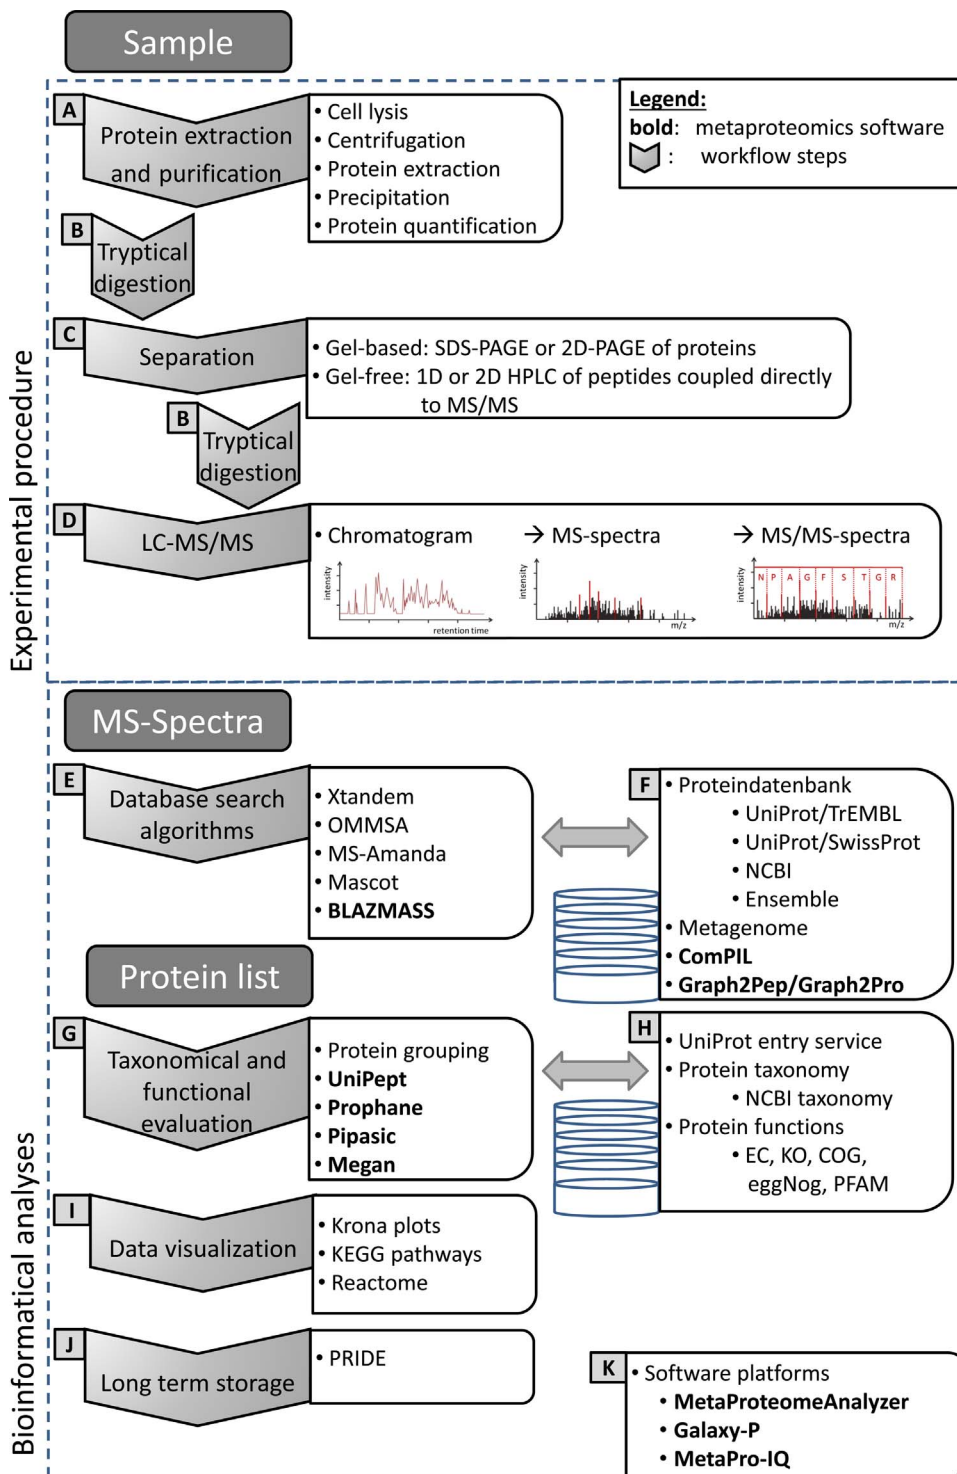 Sample
Legend:
bold: metaproteomics software
: workflow steps
Experimental procedure
A
Protein extraction
and purification
• Cell lysis
• Centrifugation
• Protein extraction
• Precipitation
• Protein quantification
B
Tryptical
digestion
C
Separation
• Gel-based: SDS-PAGE or 2D-PAGE of proteins
• Gel-free: 1D or 2D HPLC of peptides coupled directly
to MS/MS
B
Tryptical
digestion
D
LC-MS/MS
• Chromatogram → MS-spectra → MS/MS-spectra
intensity
retention time
intensity
m/z
intensity
N P A G F S T G R
m/z
Bioinformatical analyses
MS-Spectra
E
Database search
algorithms
• Xtandem
• OMMSA
• MS-Amanda
• Mascot
• BLAZMASS
F
• Proteindatenbank
• UniProt/TrEMBL
• UniProt/SwissProt
• NCBI
• Ensemble
• Metagenome
• ComPIL
• Graph2Pep/Graph2Pro
Protein list
G
Taxonomical and
functional
evaluation
• Protein grouping
• UniPept
• Prophane
• Pipasic
• Megan
H
• UniProt entry service
• Protein taxonomy
• NCBI taxonomy
• Protein functions
• EC, KO, COG,
eggNog, PFAM
I
Data visualization
• Krona plots
• KEGG pathways
• Reactome
J
Long term storage
• PRIDE
K
• Software platforms
• MetaProteomeAnalyzer
• Galaxy-P
• MetaPro-IQ